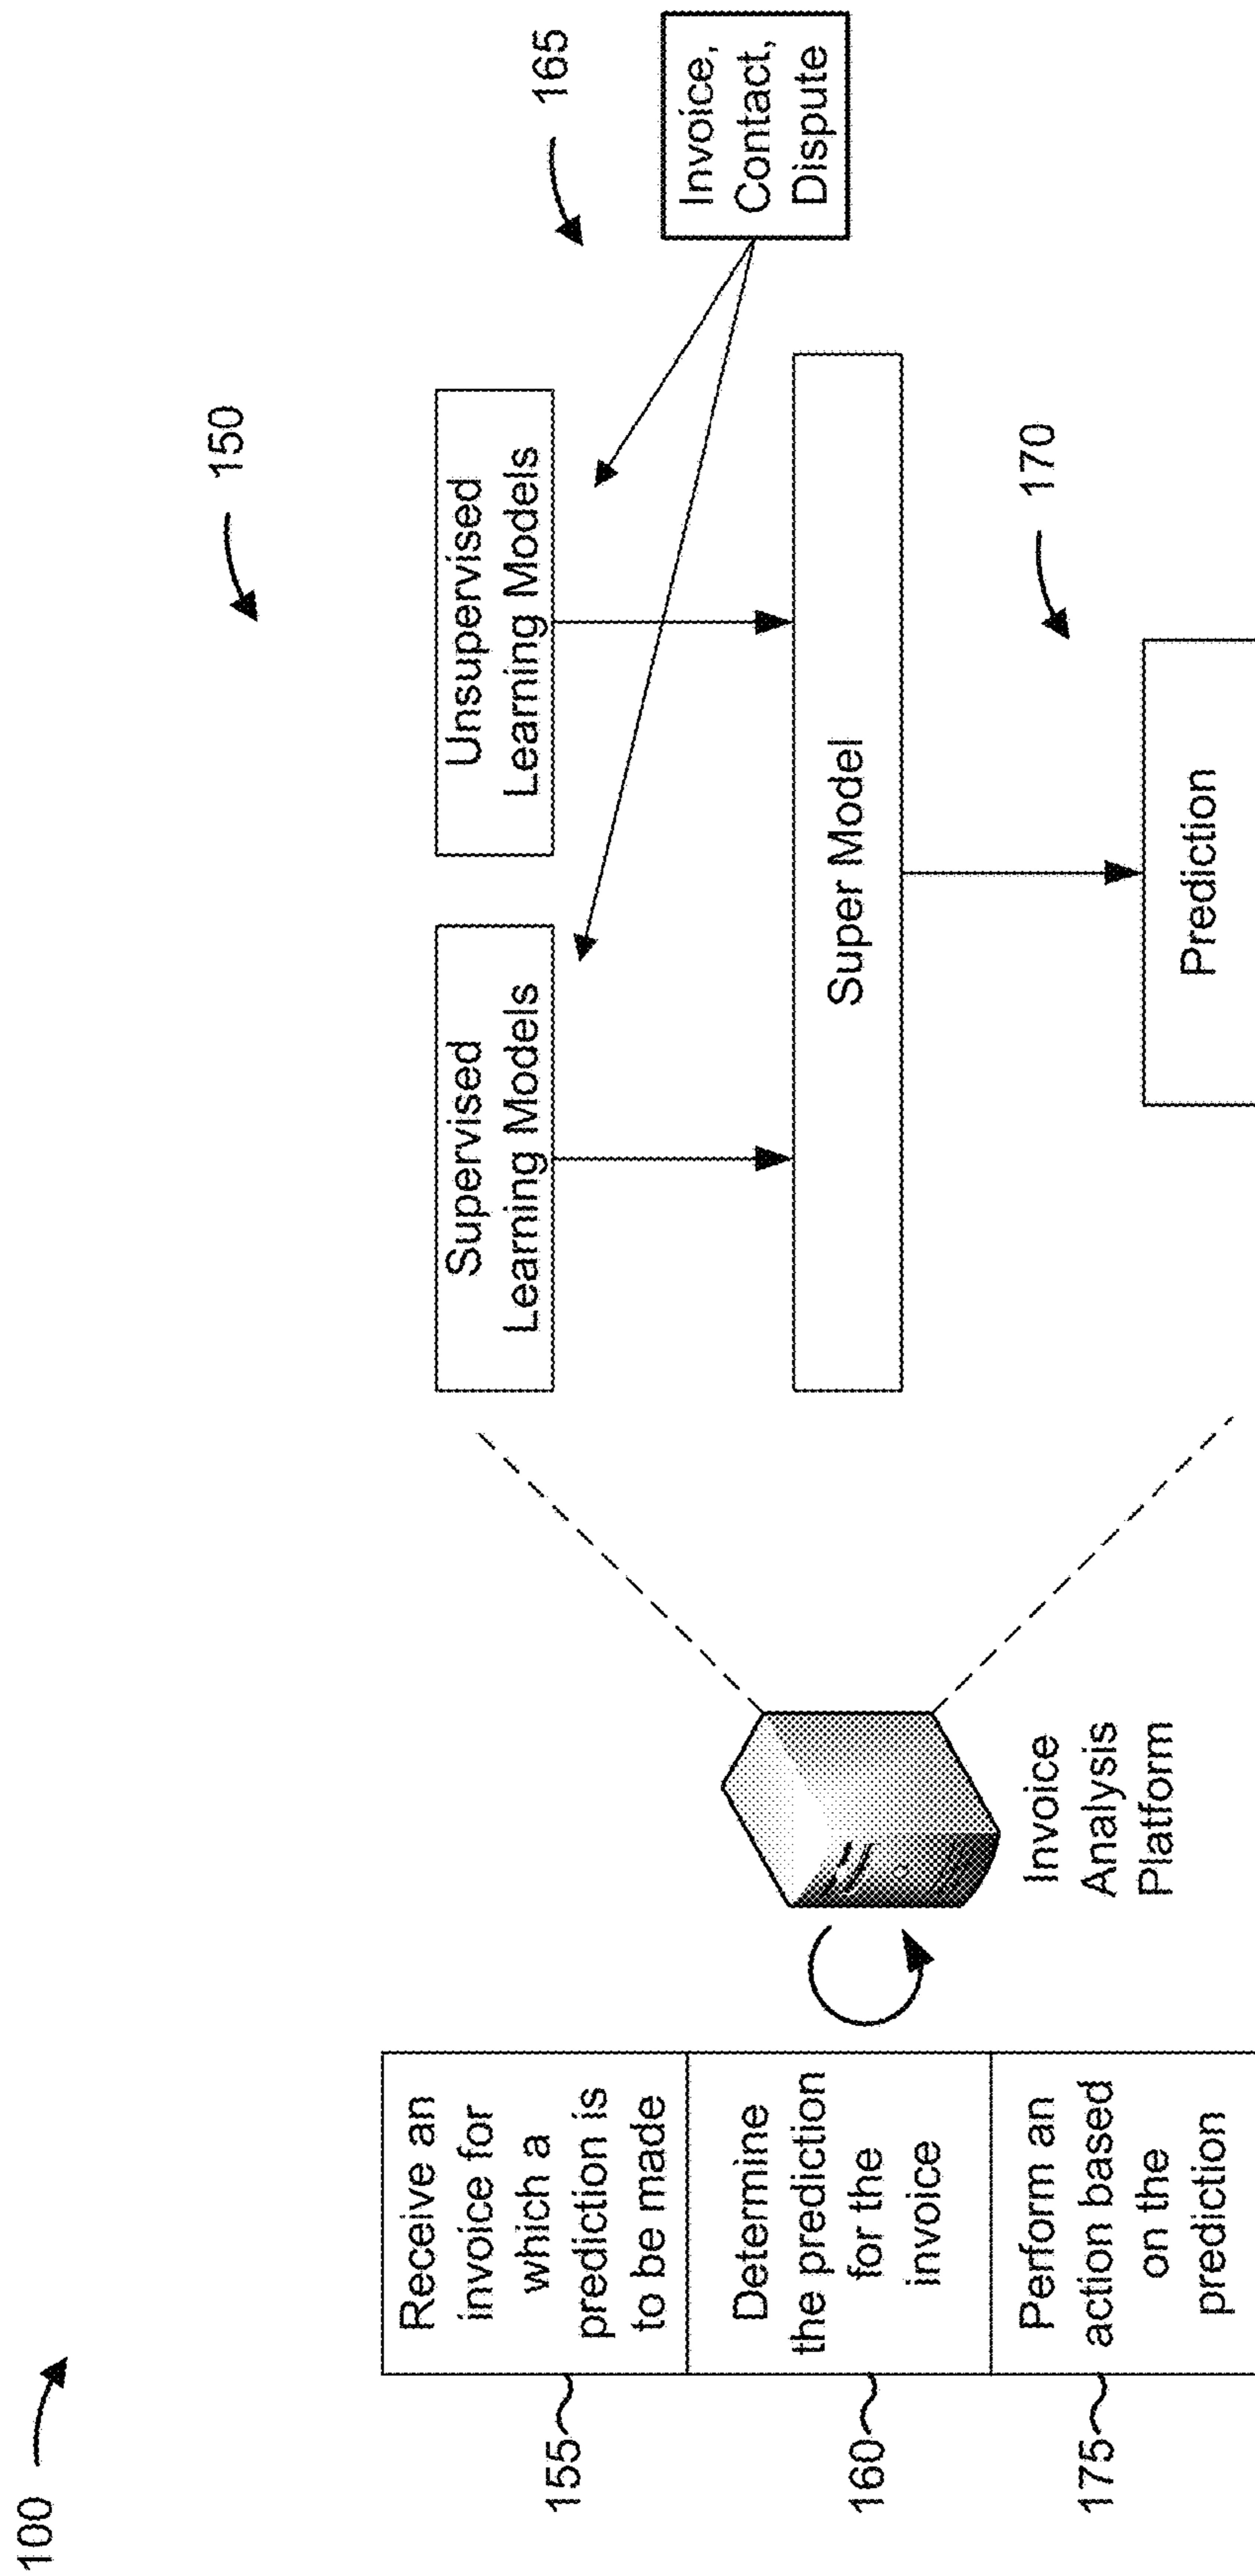 100
155
Receive an
invoice for
which a
prediction is
to be made
160
Determine
the prediction
for the
invoice
175
Perform an
action based
on the
prediction
Invoice
Analysis
Platform
150
Supervised
Learning Models
Unsupervised
Learning Models
165
Invoice,
Contact,
Dispute
Super Model
170
Prediction